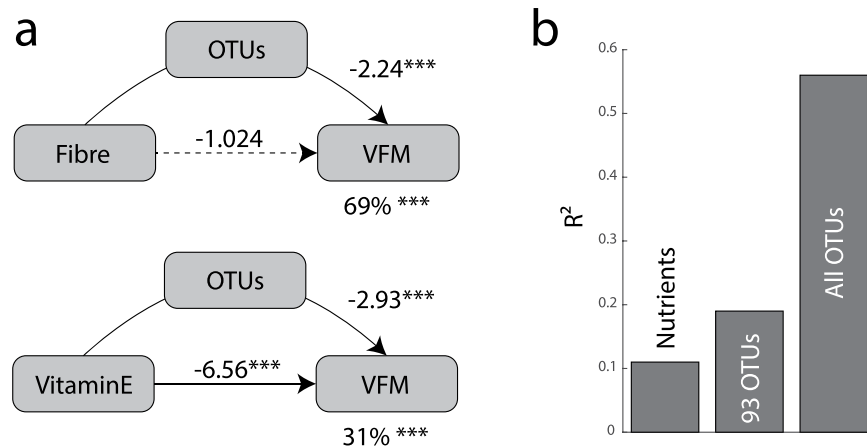 a
OTUs
-2.24***
Fibre
-1.024
VFM
69% ***
OTUs
-2.93***
VitaminE
-6.56***
VFM
31% ***
b
0.6
0.5
0.4
0.3
0.2
0.1
0
R²
Nutrients
93 OTUs
All OTUs